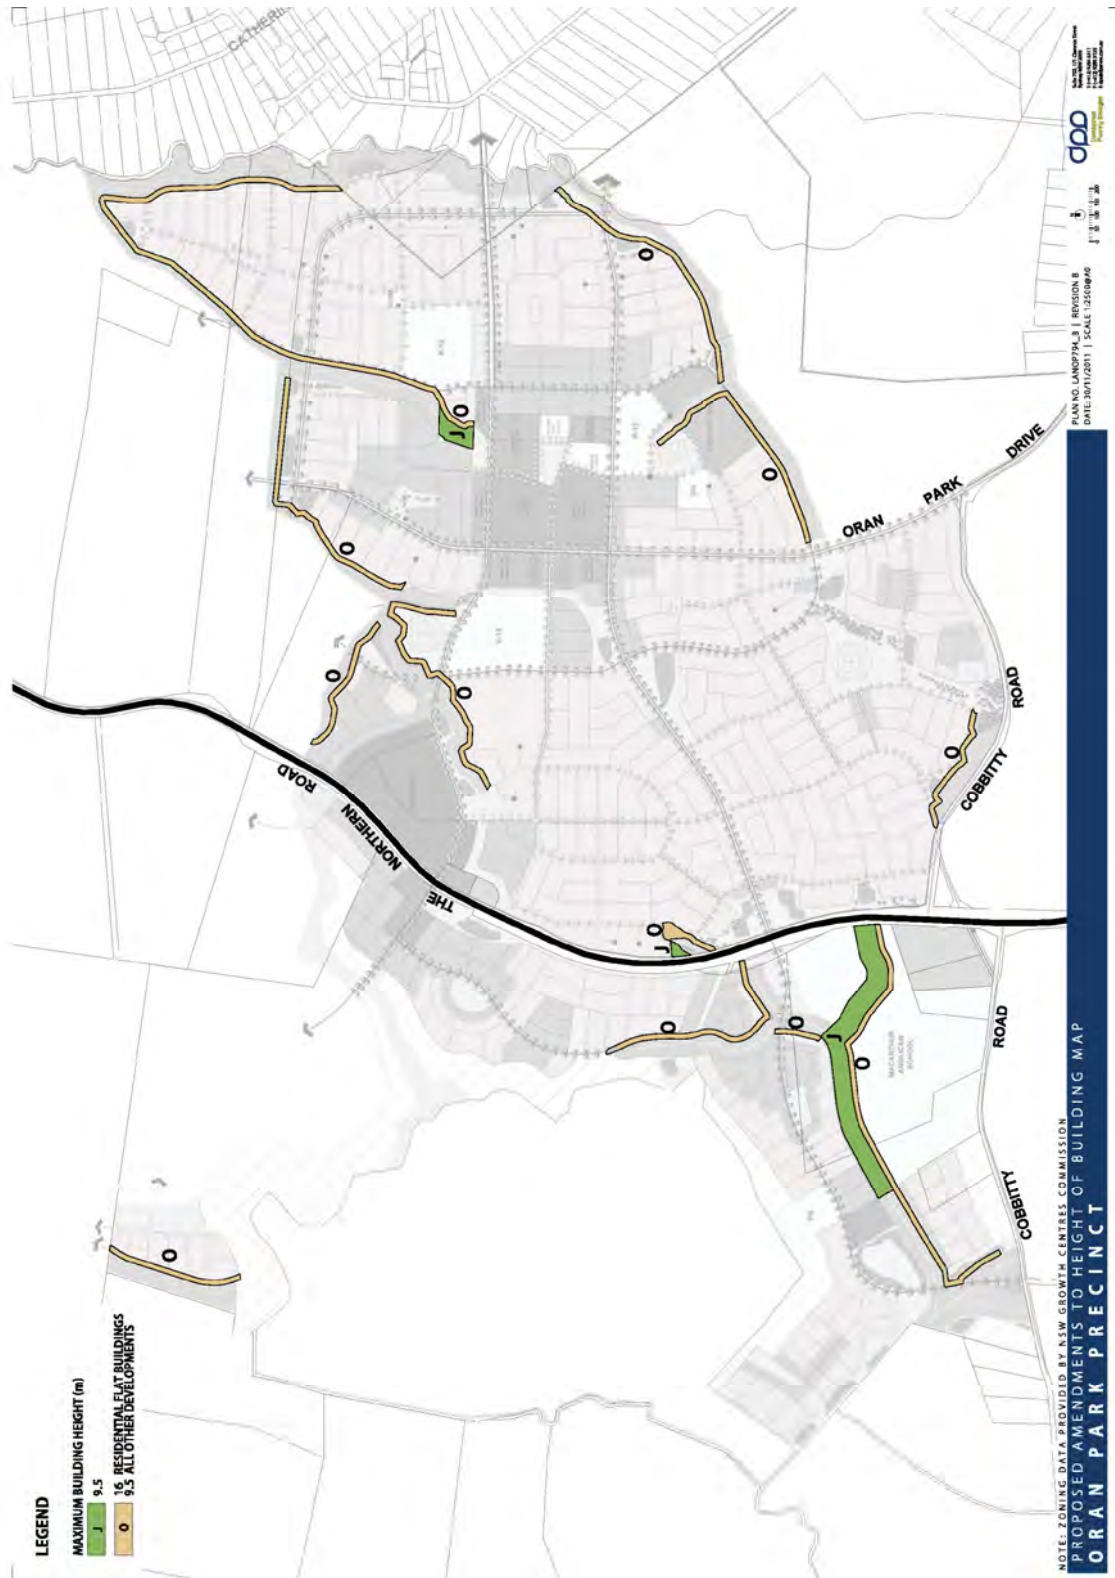 LEGEND
MAXIMUM BUILDING HEIGHT (m)
J 9.5
O 16 RESIDENTIAL FLAT BUILDINGS
9.5 ALL OTHER DEVELOPMENTS
O
THE NORTHERN ROAD
O
O
O
J O
O
O
O
O
J O
O
J
O
MACARTHUR
ANGLICAN
SCHOOL
K-12
K-12
ORAN PARK DRIVE
COBBITTY ROAD
COBBITTY ROAD
NOTE: ZONING DATA PROVIDED BY NSW GROWTH CENTRES COMMISSION
PROPOSED AMENDMENTS TO HEIGHT OF BUILDING MAP
ORAN PARK PRECINCT
PLAN NO. LANOP794_B | REVISION B
DATE: 30/11/2011 | SCALE 1:2500@A0
dpp